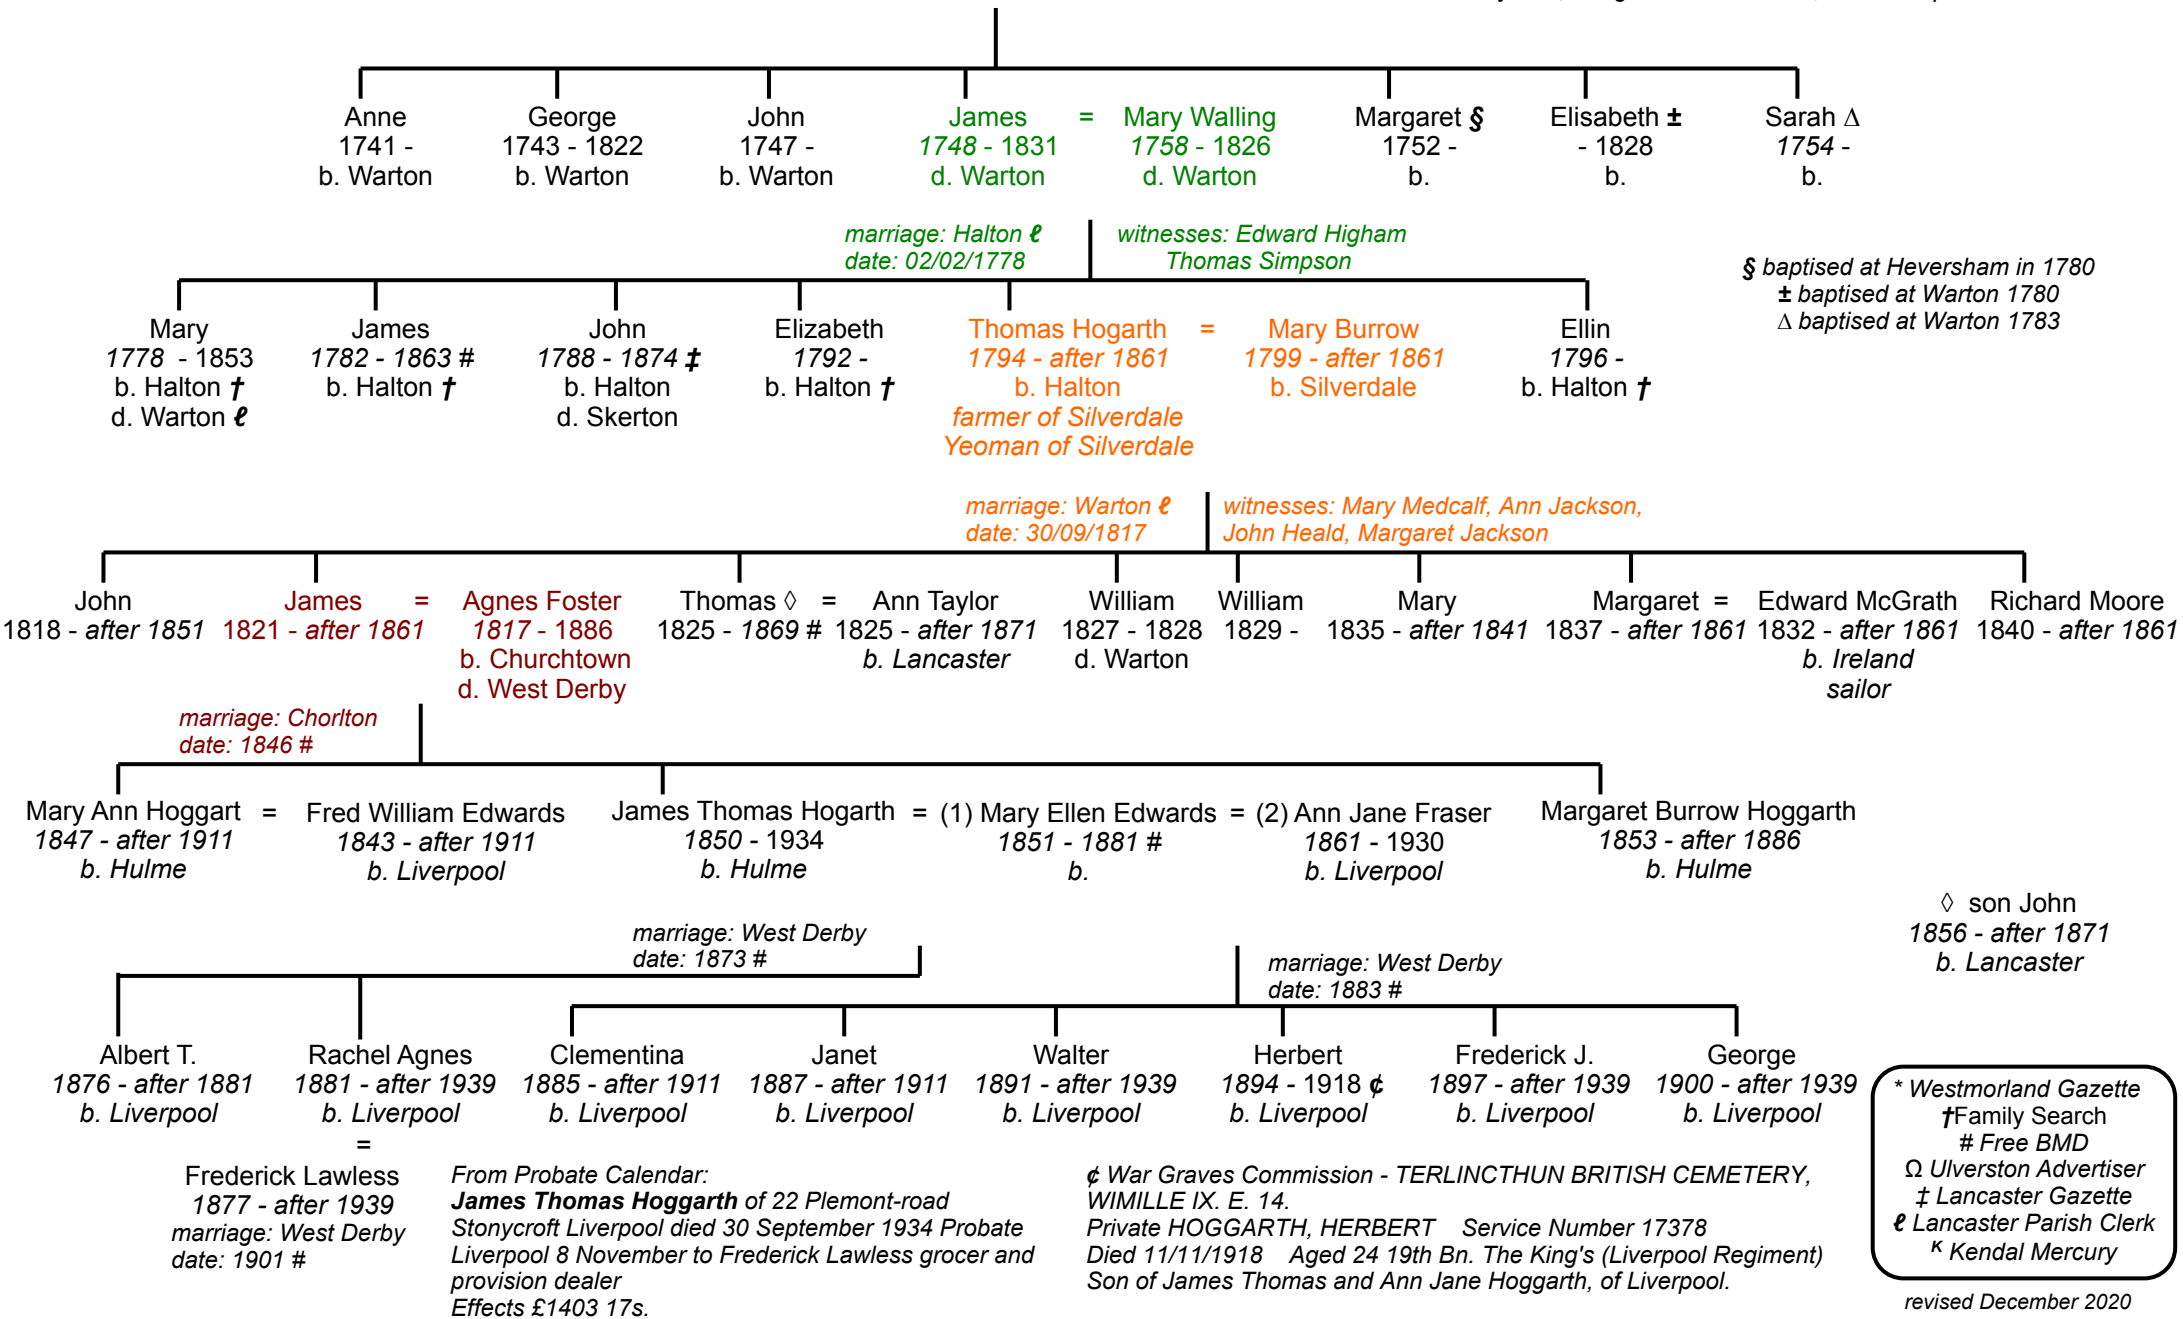 Anne
1741 -
b. Warton
George
1743 - 1822
b. Warton
John
1747 -
b. Warton
James
1748 - 1831
d. Warton
=
Mary Walling
1758 - 1826
d. Warton
Margaret §
1752 -
b.
Elisabeth ±
- 1828
b.
Sarah Δ
1754 -
b.
marriage: Halton ℓ
date: 02/02/1778
witnesses: Edward Higham
Thomas Simpson
§ baptised at Heversham in 1780
± baptised at Warton 1780
Δ baptised at Warton 1783
Mary
1778 - 1853
b. Halton †
d. Warton ℓ
James
1782 - 1863 #
b. Halton †
John
1788 - 1874 ‡
b. Halton
d. Skerton
Elizabeth
1792 -
b. Halton †
Thomas Hogarth
1794 - after 1861
b. Halton
farmer of Silverdale
Yeoman of Silverdale
=
Mary Burrow
1799 - after 1861
b. Silverdale
Ellin
1796 -
b. Halton †
marriage: Warton ℓ
date: 30/09/1817
witnesses: Mary Medcalf, Ann Jackson,
John Heald, Margaret Jackson
John
1818 - after 1851
James
1821 - after 1861
=
Agnes Foster
1817 - 1886
b. Churchtown
d. West Derby
Thomas ◊
1825 - 1869 #
=
Ann Taylor
1825 - after 1871
b. Lancaster
William
1827 - 1828
d. Warton
William
1829 -
Mary
1835 - after 1841
Margaret
1837 - after 1861
=
Edward McGrath
1832 - after 1861
b. Ireland
sailor
Richard Moore
1840 - after 1861
marriage: Chorlton
date: 1846 #
Mary Ann Hoggart
1847 - after 1911
b. Hulme
=
Fred William Edwards
1843 - after 1911
b. Liverpool
James Thomas Hogarth
1850 - 1934
b. Hulme
=
(1) Mary Ellen Edwards
1851 - 1881 #
b.
=
(2) Ann Jane Fraser
1861 - 1930
b. Liverpool
Margaret Burrow Hoggarth
1853 - after 1886
b. Hulme
◊ son John
1856 - after 1871
b. Lancaster
marriage: West Derby
date: 1873 #
marriage: West Derby
date: 1883 #
Albert T.
1876 - after 1881
b. Liverpool
Rachel Agnes
1881 - after 1939
b. Liverpool
=
Frederick Lawless
1877 - after 1939
marriage: West Derby
date: 1901 #
Clementina
1885 - after 1911
b. Liverpool
Janet
1887 - after 1911
b. Liverpool
Walter
1891 - after 1939
b. Liverpool
Herbert
1894 - 1918 ¢
b. Liverpool
Frederick J.
1897 - after 1939
b. Liverpool
George
1900 - after 1939
b. Liverpool
From Probate Calendar:
James Thomas Hoggarth of 22 Plemont-road
Stonycroft Liverpool died 30 September 1934 Probate
Liverpool 8 November to Frederick Lawless grocer and
provision dealer
Effects £1403 17s.
¢ War Graves Commission - TERLINCTHUN BRITISH CEMETERY,
WIMILLE IX. E. 14.
Private HOGGARTH, HERBERT Service Number 17378
Died 11/11/1918 Aged 24 19th Bn. The King's (Liverpool Regiment)
Son of James Thomas and Ann Jane Hoggarth, of Liverpool.
* Westmorland Gazette
†Family Search
# Free BMD
Ω Ulverston Advertiser
‡ Lancaster Gazette
ℓ Lancaster Parish Clerk
ᴷ Kendal Mercury
revised December 2020